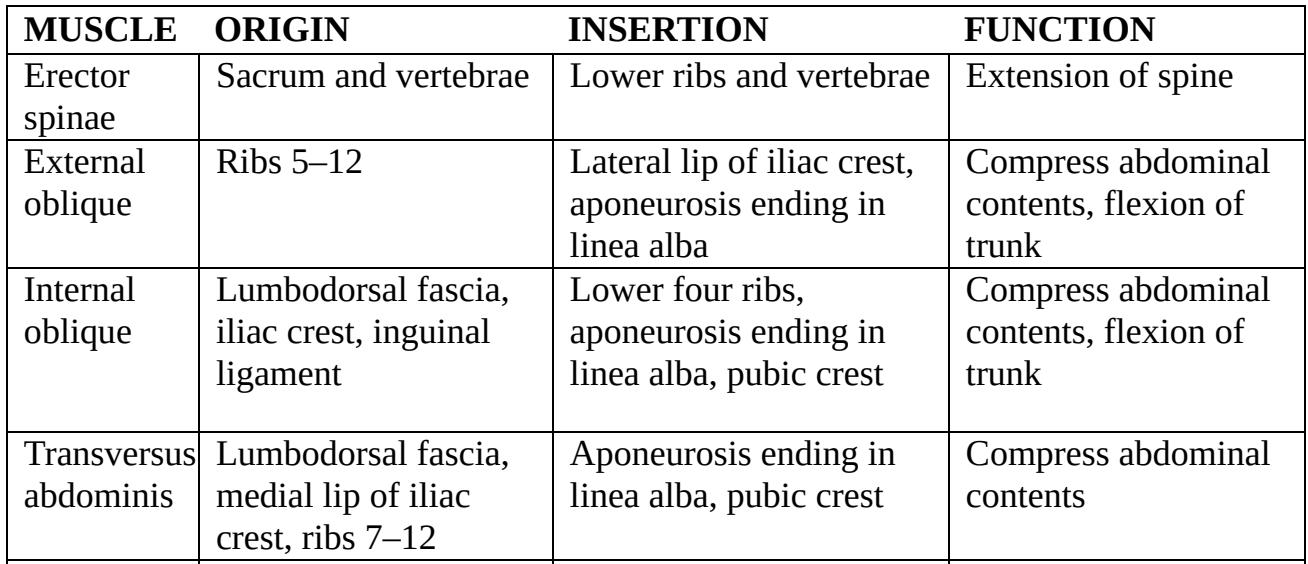 MUSCLE ORIGIN INSERTION FUNCTION
Erector spinae Sacrum and vertebrae Lower ribs and vertebrae Extension of spine
External oblique Ribs 5–12 Lateral lip of iliac crest, aponeurosis ending in linea alba Compress abdominal contents, flexion of trunk
Internal oblique Lumbodorsal fascia, iliac crest, inguinal ligament Lower four ribs, aponeurosis ending in linea alba, pubic crest Compress abdominal contents, flexion of trunk
Transversus abdominis Lumbodorsal fascia, medial lip of iliac crest, ribs 7–12 Aponeurosis ending in linea alba, pubic crest Compress abdominal contents